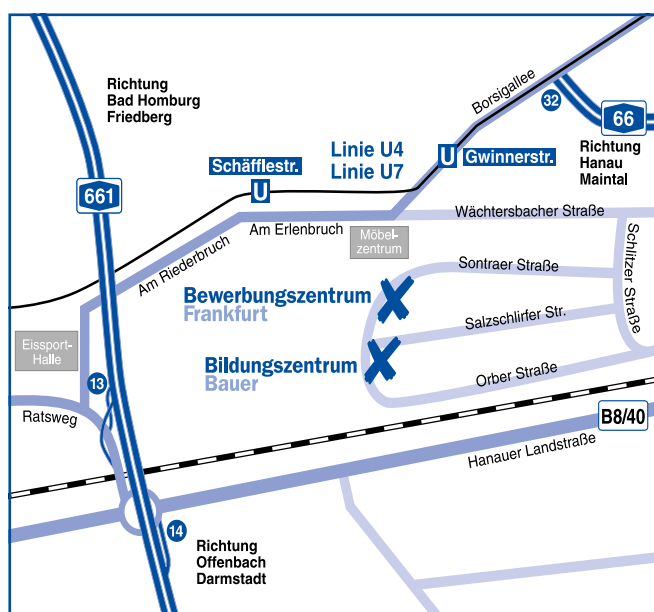 Richtung
Bad Homburg
Friedberg
Borsigallee
32
66
Richtung
Hanau
Maintal
Linie U4
Linie U7
Schäfflestr.
U
U
Gwinnerstr.
661
Am Erlenbruch
Wächtersbacher Straße
Am Riederbruch
Möbel-
zentrum
Sontraer Straße
Schlitzer Straße
Bewerbungszentrum
Frankfurt
Salzschlirfer Str.
Eissport-
Halle
Bildungszentrum
Bauer
Orber Straße
13
Ratsweg
B8/40
Hanauer Landstraße
14
Richtung
Offenbach
Darmstadt